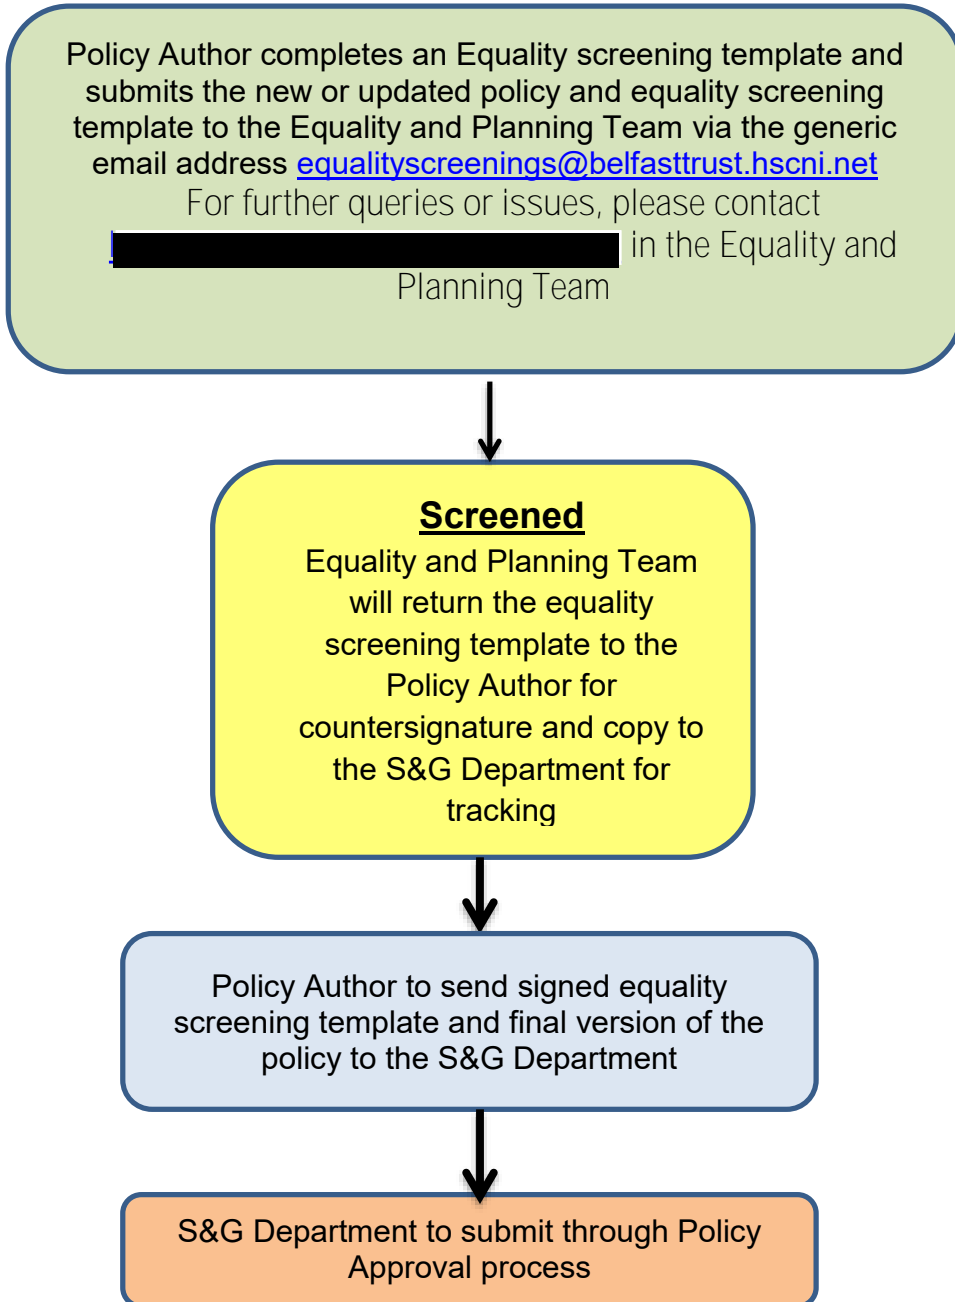 Policy Author completes an Equality screening template and
submits the new or updated policy and equality screening
template to the Equality and Planning Team via the generic
email address equalityscreenings@belfasttrust.hscni.net
For further queries or issues, please contact
in the Equality and
Planning Team
Screened
Equality and Planning Team
will return the equality
screening template to the
Policy Author for
countersignature and copy to
the S&G Department for
tracking
Policy Author to send signed equality
screening template and final version of the
policy to the S&G Department
S&G Department to submit through Policy
Approval process